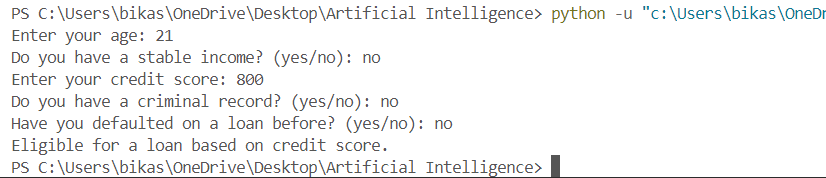 PS C:\Users\bikas\OneDrive\Desktop\Artificial Intelligence> python -u "c:\Users\bikas\OneDr
Enter your age: 21
Do you have a stable income? (yes/no): no
Enter your credit score: 800
Do you have a criminal record? (yes/no): no
Have you defaulted on a loan before? (yes/no): no
Eligible for a loan based on credit score.
PS C:\Users\bikas\OneDrive\Desktop\Artificial Intelligence>